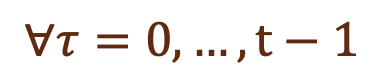 ∀τ = 0, …, t − 1